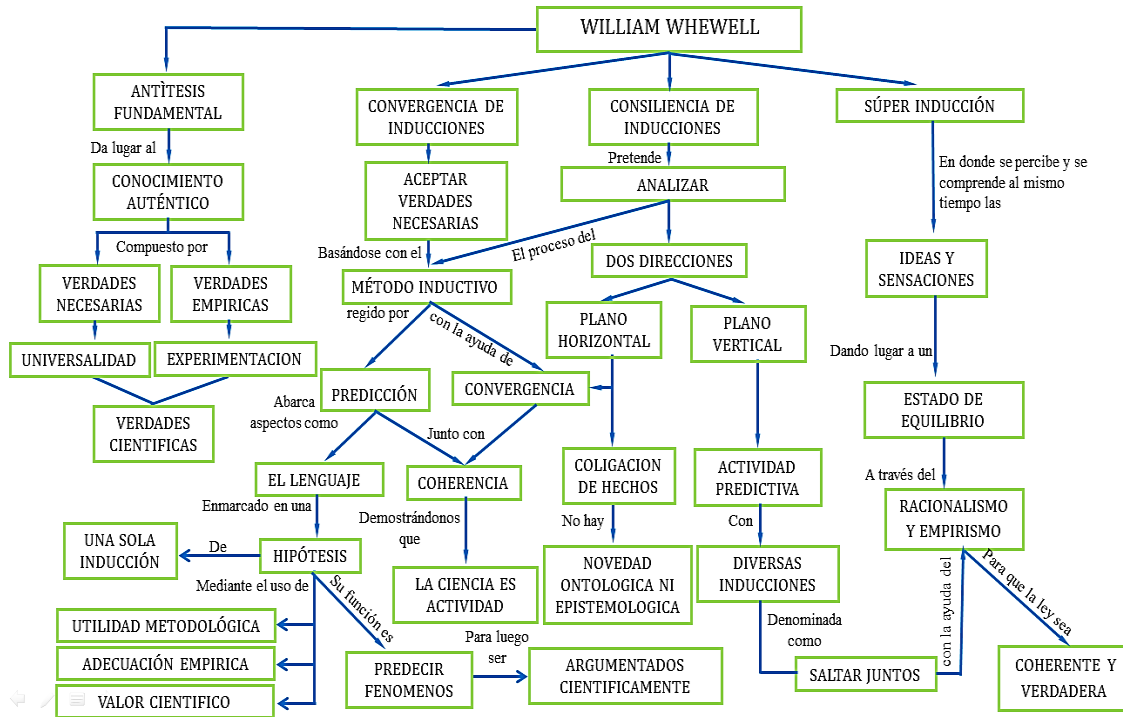 WILLIAM WHEWELL
ANTÌTESIS
FUNDAMENTAL
Da lugar al
CONOCIMIENTO
AUTÉNTICO
Compuesto por
VERDADES
NECESARIAS
VERDADES
EMPIRICAS
UNIVERSALIDAD
EXPERIMENTACION
VERDADES
CIENTIFICAS
CONVERGENCIA DE
INDUCCIONES
ACEPTAR
VERDADES
NECESARIAS
Basándose con el
MÉTODO INDUCTIVO
regido por
con la ayuda de
PREDICCIÓN
CONVERGENCIA
Abarca
aspectos como
Junto con
EL LENGUAJE
COHERENCIA
Enmarcado en una
Demostrándonos
que
HIPÓTESIS
LA CIENCIA ES
ACTIVIDAD
De
UNA SOLA
INDUCCIÓN
Mediante el uso de
UTILIDAD METODOLÓGICA
ADECUACIÓN EMPIRICA
VALOR CIENTIFICO
Su función es
PREDECIR
FENOMENOS
Para luego
ser
ARGUMENTADOS
CIENTIFICAMENTE
CONSILIENCIA DE
INDUCCIONES
Pretende
ANALIZAR
El proceso del
DOS DIRECCIONES
PLANO
HORIZONTAL
PLANO
VERTICAL
COLIGACION
DE HECHOS
No hay
NOVEDAD
ONTOLOGICA NI
EPISTEMOLOGICA
ACTIVIDAD
PREDICTIVA
Con
DIVERSAS
INDUCCIONES
Denominada
como
SALTAR JUNTOS
con la ayuda del
SÚPER INDUCCIÓN
En donde se percibe y se
comprende al mismo
tiempo las
IDEAS Y
SENSACIONES
Dando lugar a un
ESTADO DE
EQUILIBRIO
A través del
RACIONALISMO
Y EMPIRISMO
Para que la ley sea
COHERENTE Y
VERDADERA